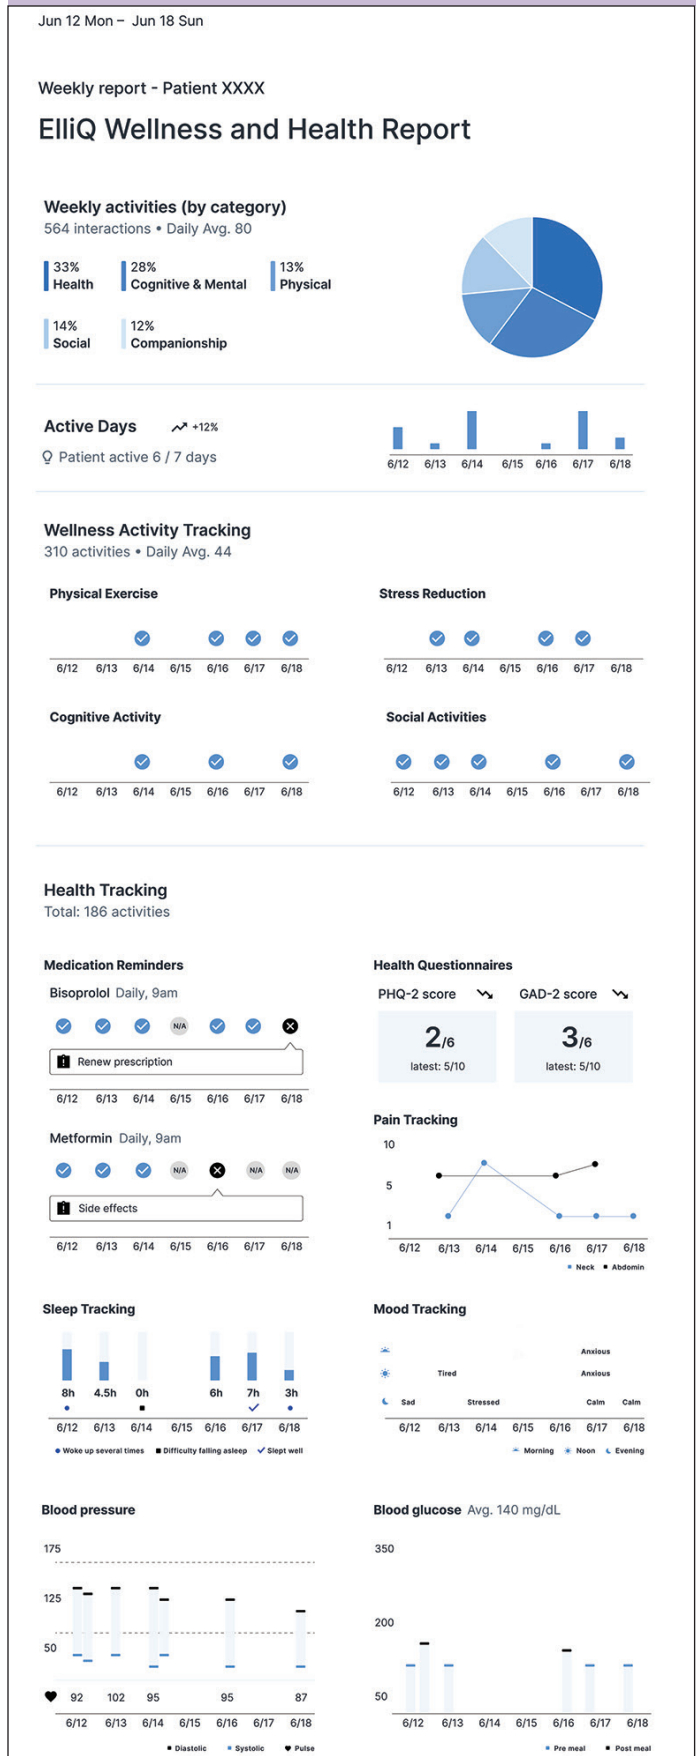 Jun 12 Mon – Jun 18 Sun
Weekly report - Patient XXXX
ElliQ Wellness and Health Report
Weekly activities (by category)
564 interactions • Daily Avg. 80
33% 28% 13%
Health Cognitive & Mental Physical
14% 12%
Social Companionship
Active Days +12%
Patient active 6 / 7 days
6/12 6/13 6/14 6/15 6/16 6/17 6/18
Wellness Activity Tracking
310 activities • Daily Avg. 44
Physical Exercise
6/12 6/13 6/14 6/15 6/16 6/17 6/18
Stress Reduction
6/12 6/13 6/14 6/15 6/16 6/17 6/18
Cognitive Activity
6/12 6/13 6/14 6/15 6/16 6/17 6/18
Social Activities
6/12 6/13 6/14 6/15 6/16 6/17 6/18
Health Tracking
Total: 186 activities
Medication Reminders
Bisoprolol Daily, 9am
N/A
Renew prescription
6/12 6/13 6/14 6/15 6/16 6/17 6/18
Metformin Daily, 9am
N/A N/A N/A
Side effects
6/12 6/13 6/14 6/15 6/16 6/17 6/18
Health Questionnaires
PHQ-2 score GAD-2 score
2/6 3/6
latest: 5/10 latest: 5/10
Pain Tracking
10
5
1
6/12 6/13 6/14 6/15 6/16 6/17 6/18
Neck Abdomin
Sleep Tracking
8h 4.5h 0h 6h 7h 3h
6/12 6/13 6/14 6/15 6/16 6/17 6/18
Woke up several times Difficulty falling asleep Slept well
Mood Tracking
Anxious
Tired Anxious
Sad Stressed Calm Calm
6/12 6/13 6/14 6/15 6/16 6/17 6/18
Morning Noon Evening
Blood pressure
175
125
50
92 102 95 95 87
6/12 6/13 6/14 6/15 6/16 6/17 6/18
Diastolic Systolic Pulse
Blood glucose Avg. 140 mg/dL
350
200
50
6/12 6/13 6/14 6/15 6/16 6/17 6/18
Pre meal Post meal